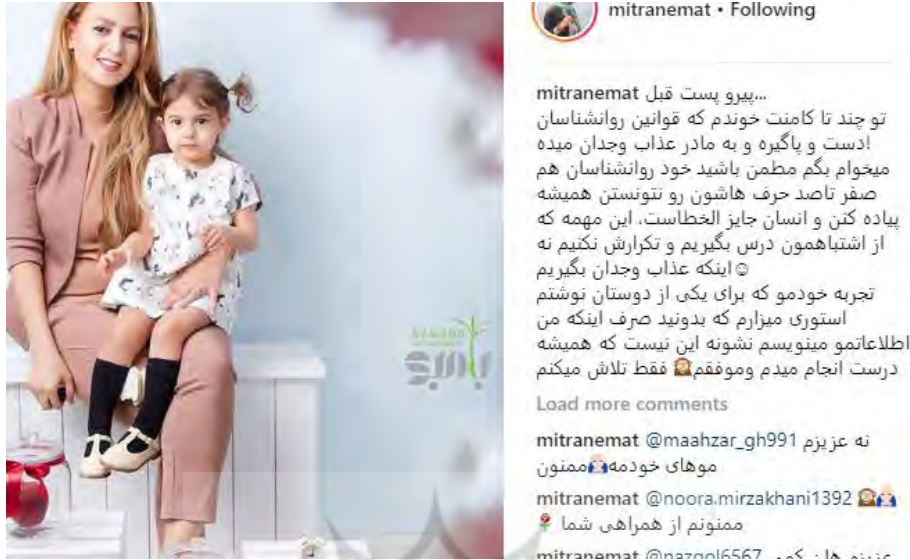 mitranemat • Following
mitranemat پیرو پست قبل...
تو چند تا کامنت خوندم که قوانین روانشناسان
دست و پاگیره و به مادر عذاب وجدان میده!
میخوام بگم مطمن باشید خود روانشناسان هم
صفر تاصد حرف هاشون رو نتونستن همیشه
پیاده کنن و انسان جایز الخطاست، این مهمه که
از اشتباهمون درس بگیریم و تکرارش نکنیم نه
اینکه عذاب وجدان بگیریم☺
تجربه خودمو که برای یکی از دوستان نوشتم
استوری میزارم که بدونید صرف اینکه من
اطلاعاتمو مینویسم نشونه این نیست که همیشه
درست انجام میدم وموفقم🙈 فقط تلاش میکنم
Load more comments
mitranemat @maahzar_gh991 نه عزیزم
موهای خودمه🙏ممنون
mitranemat @noora.mirzakhani1392 🙈🙏
ممنونم از همراهی شما 🌹
mitranemat @nazgol6567
بامبو